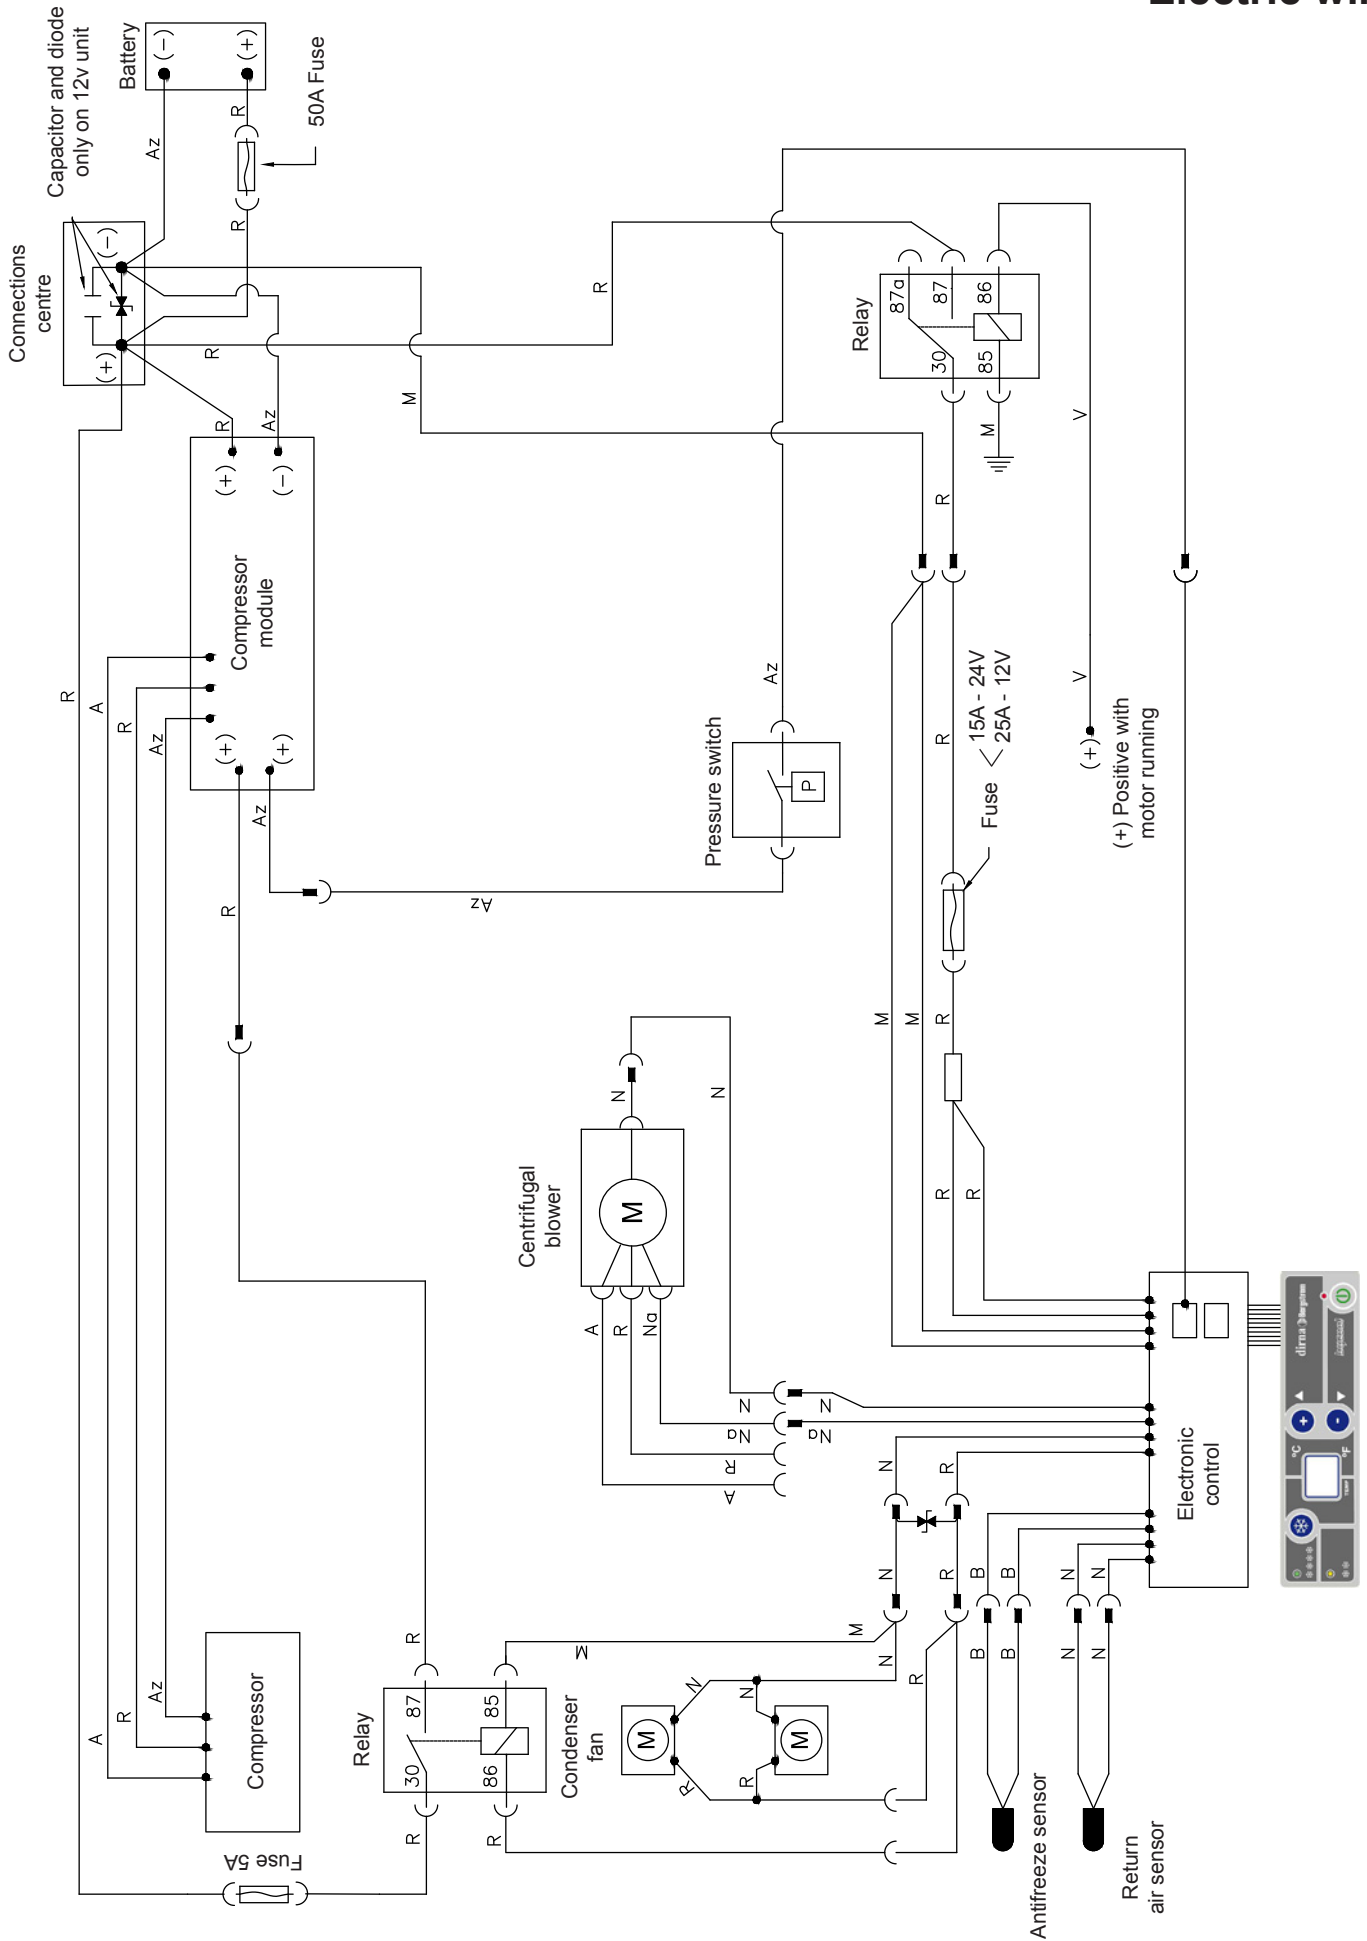 Capacitor and diode
only on 12v unit
Battery
(-)
(+)
R
50A Fuse
Az
R
Connections
centre
(-)
(+)
R
R
M
R
Az
R
(+)
(-)
Compressor
module
(+)
(+)
R
A
R
Az
Az
R
Az
Relay
87a
87
86
30
85
M
R
V
Pressure switch
P
Az
R
Fuse
15A - 24V
25A - 12V
V
(+)
(+) Positive with
motor running
M
M
R
R
R
Centrifugal
blower
M
N
N
A
R
Na
N
Na
R
A
N
Na
N
R
N
R
B
B
N
N
Electronic
control
Compressor
A
R
Az
Relay
30
87
86
85
R
R
R
M
M
Fuse 5A
Condenser
fan
M
M
N
N
R
R
N
R
B
B
N
N
Antifreeze sensor
Return
air sensor
dirna
°C
°F
TEMP
+
-